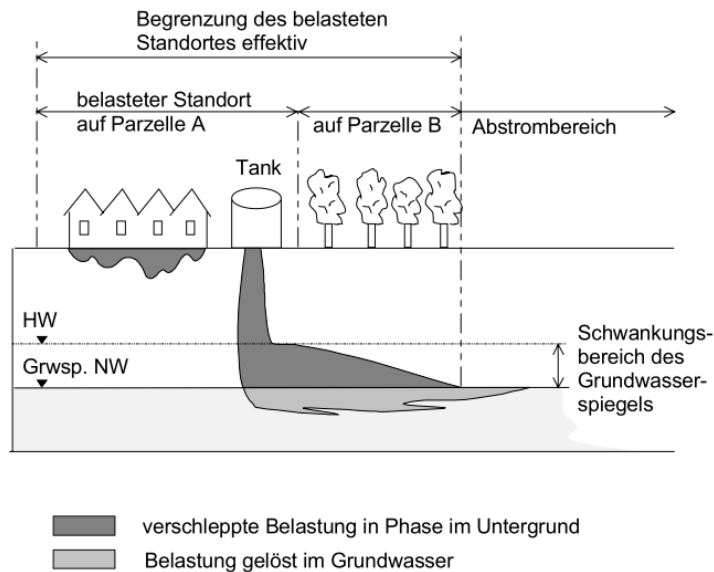 Begrenzung des belasteten
Standortes effektiv
belasteter Standort
auf Parzelle A
auf Parzelle B
Abstrombereich
Tank
HW
Grwsp. NW
Schwankungs-
bereich des
Grundwasser-
spiegels
verschleppte Belastung in Phase im Untergrund
Belastung gelöst im Grundwasser